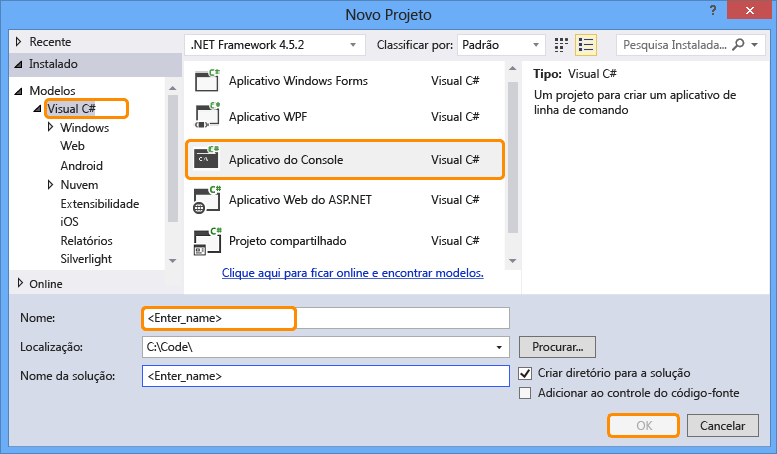 Novo Projeto
?
Recente
.NET Framework 4.5.2
Classificar por:
Padrão
Pesquisa Instalada...
Instalado
Modelos
Visual C#
Windows
Web
Android
Nuvem
Extensibilidade
iOS
Relatórios
Silverlight
Online
Aplicativo Windows Forms Visual C#
Aplicativo WPF Visual C#
Aplicativo do Console Visual C#
Aplicativo Web do ASP.NET Visual C#
Projeto compartilhado Visual C#
Clique aqui para ficar online e encontrar modelos.
Tipo: Visual C#
Um projeto para criar um aplicativo de
linha de comando
Nome: <Enter_name>
Localização: C:\Code\ Procurar...
Nome da solução: <Enter_name>
Criar diretório para a solução
Adicionar ao controle do código-fonte
OK Cancelar